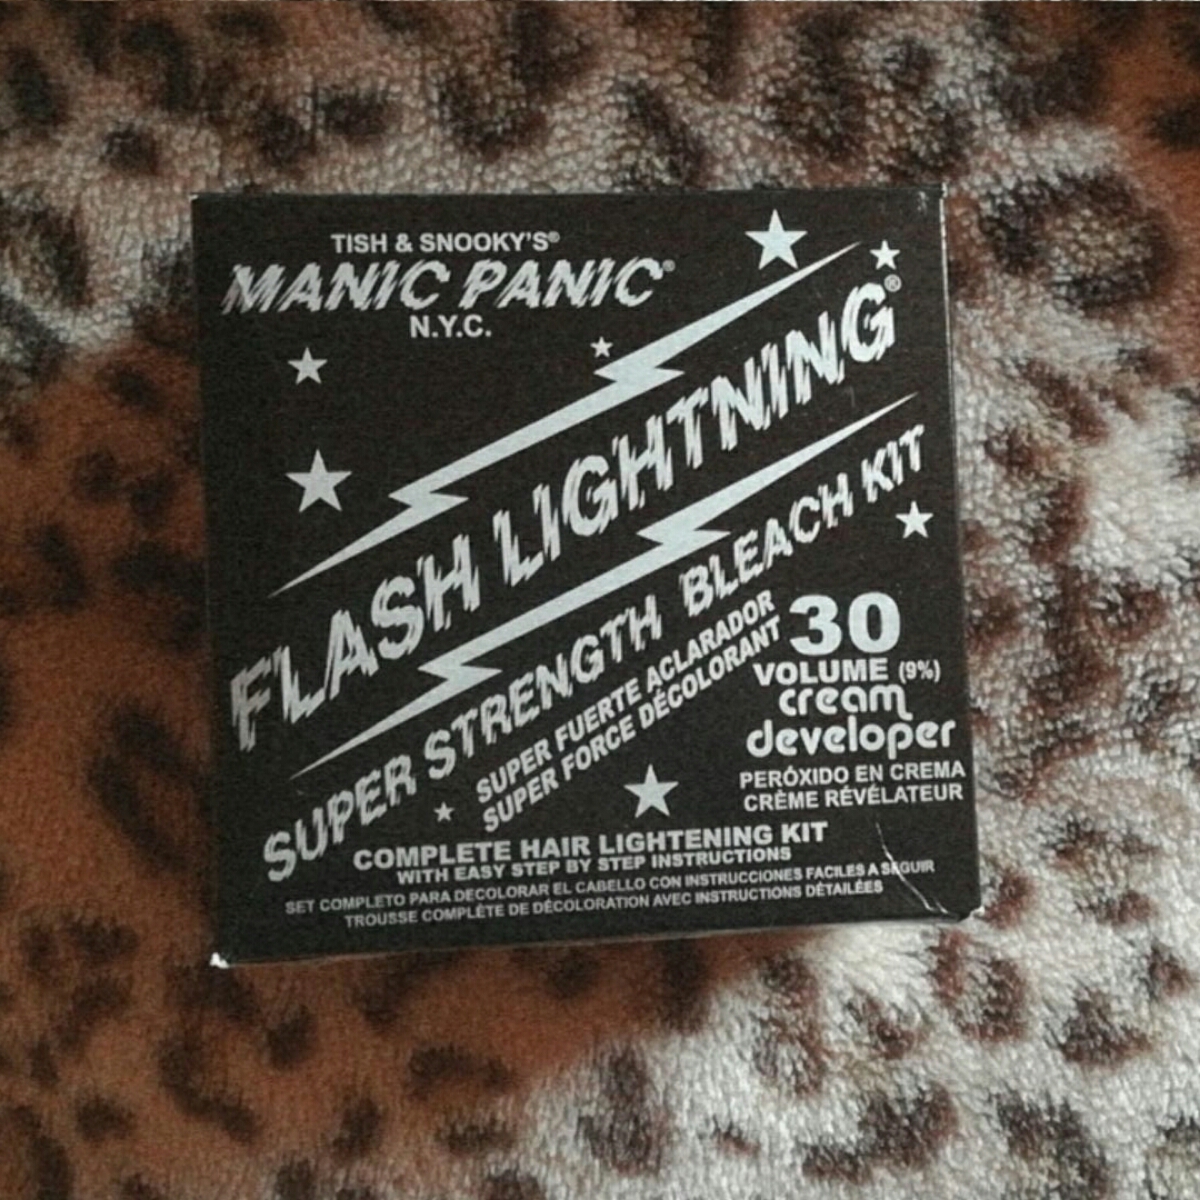 TISH & SNOOKY'S®
MANIC PANIC®
N.Y.C.
FLASH LIGHTNING®
SUPER STRENGTH BLEACH KIT
SUPER FUERTE ACLARADOR
SUPER FORCE DÉCOLORANT
30
VOLUME (9%)
cream
developer
PERÓXIDO EN CREMA
CRÈME RÉVÉLATEUR
COMPLETE HAIR LIGHTENING KIT
WITH EASY STEP BY STEP INSTRUCTIONS
SET COMPLETO PARA DECOLORAR EL CABELLO CON INSTRUCCIONES FACILES A SEGUIR
TROUSSE COMPLÈTE DE DÉCOLORATION AVEC INSTRUCTIONS DÉTAILÉES